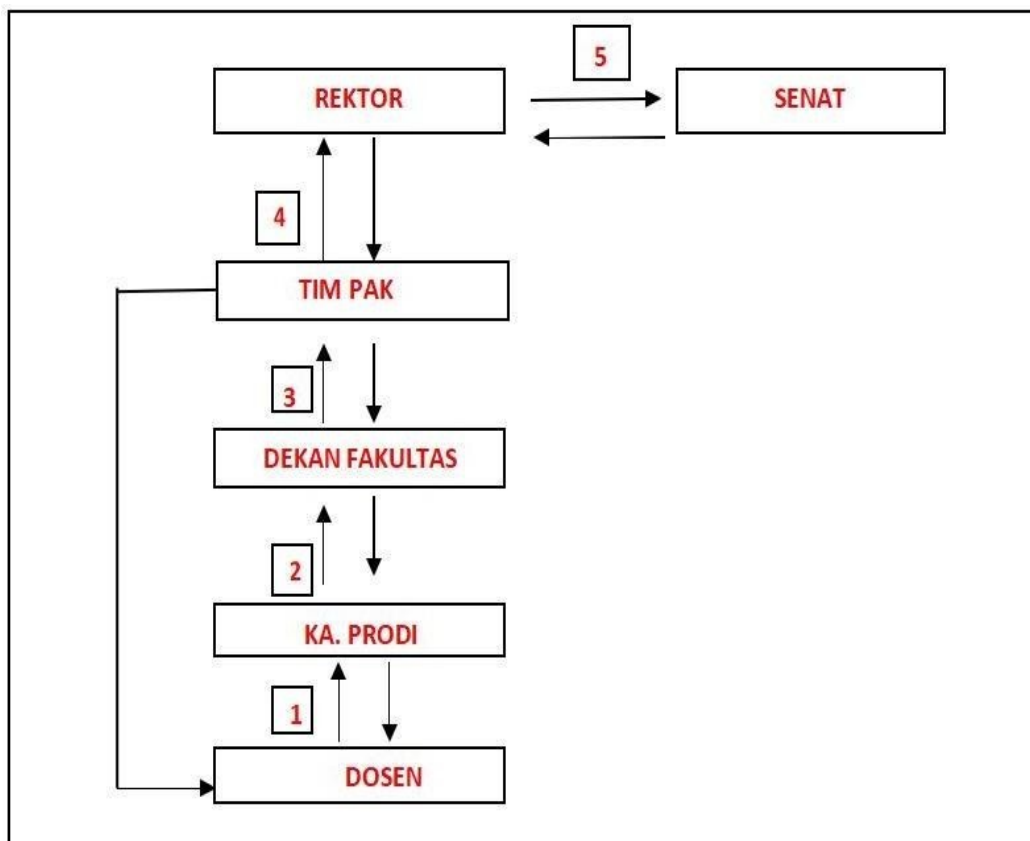 5
REKTOR
SENAT
4
TIM PAK
3
DEKAN FAKULTAS
2
KA. PRODI
1
DOSEN